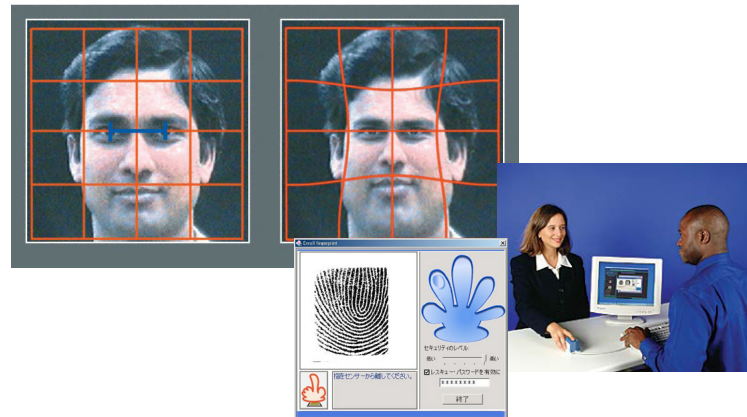 指をセンサーから離してください。
セキュリティのレベル
低い
高い
レスキュー・パスワードを有効に
××××××××
終了